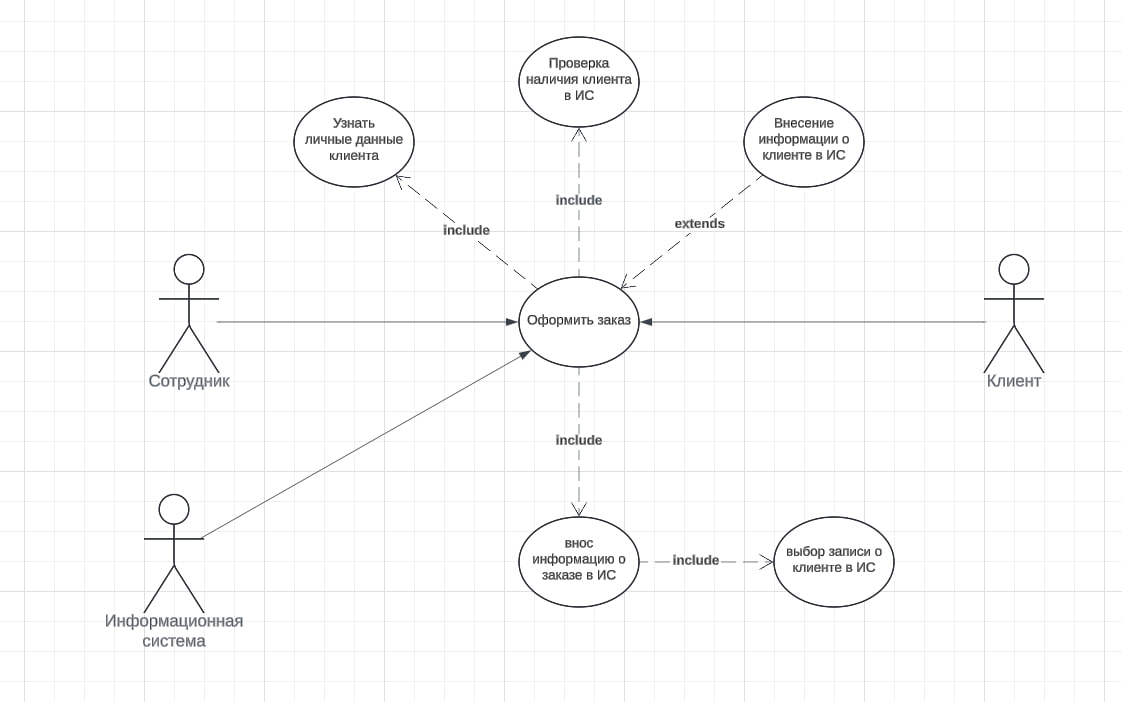 Проверка
наличия клиента
в ИС
Узнать
личные данные
клиента
Внесение
информации о
клиенте в ИС
include
extends
include
Оформить заказ
Сотрудник
Клиент
include
внос
информацию о
заказе в ИС
include
выбор записи о
клиенте в ИС
Информационная
система